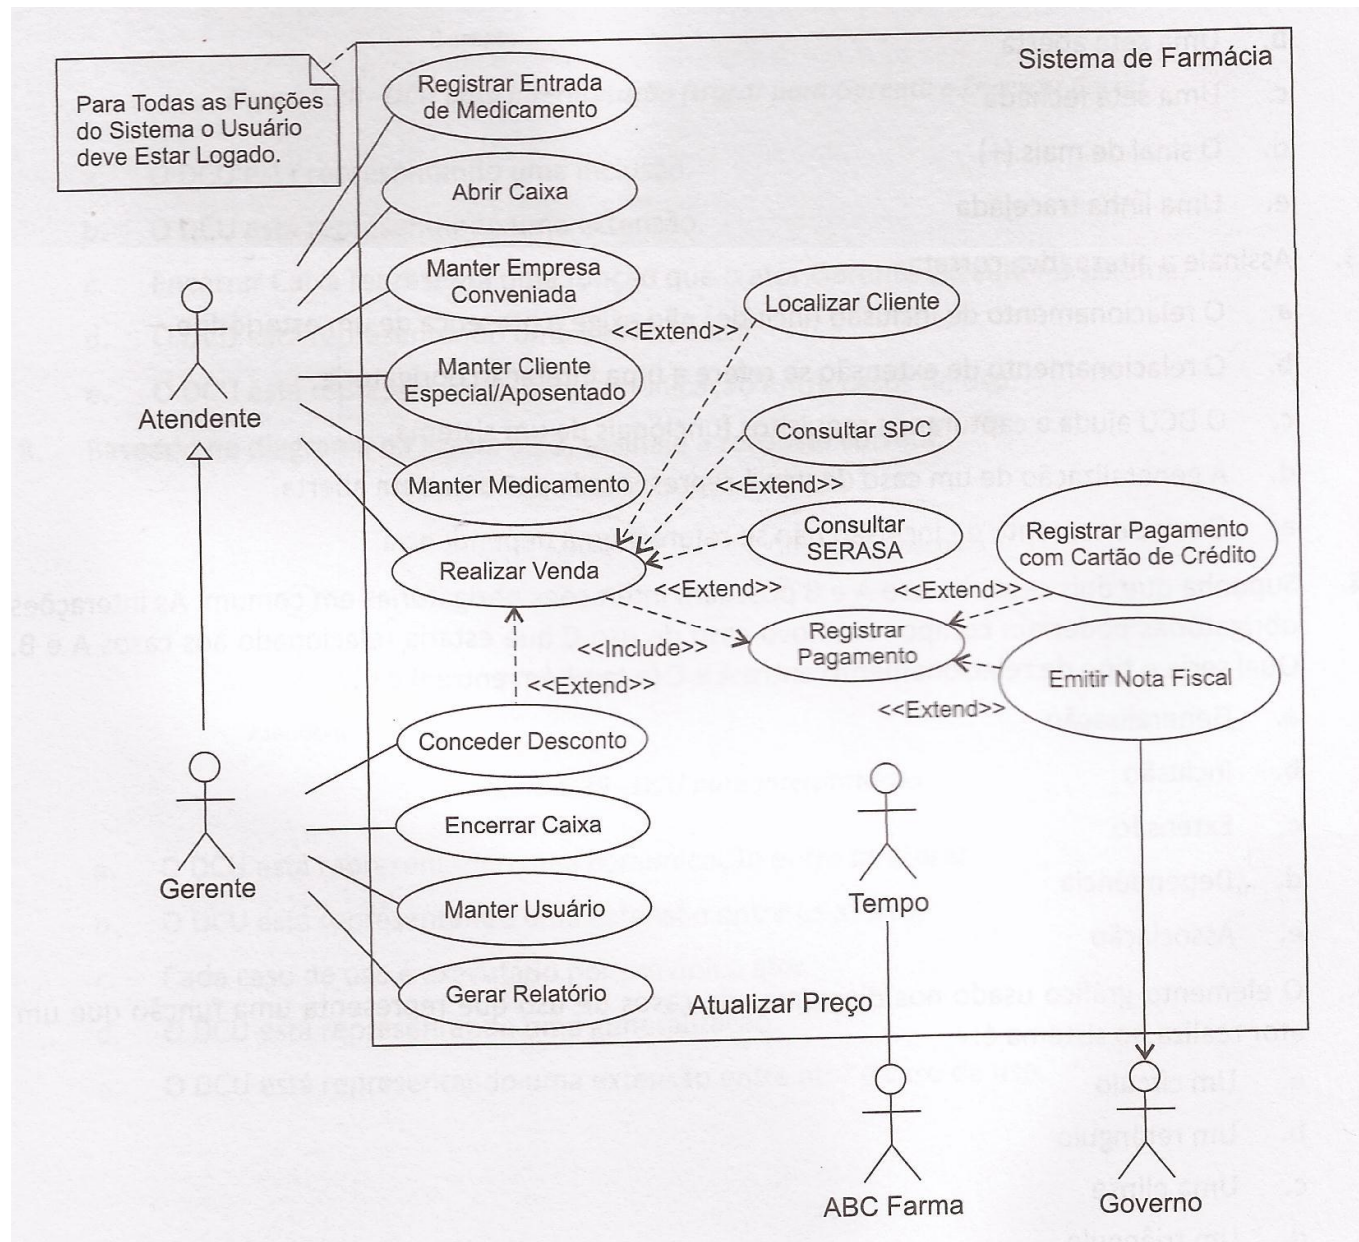 Sistema de Farmácia
Para Todas as Funções
do Sistema o Usuário
deve Estar Logado.
Registrar Entrada
de Medicamento
Abrir Caixa
Manter Empresa
Conveniada
Localizar Cliente
<<Extend>>
Manter Cliente
Especial/Aposentado
Atendente
Consultar SPC
Manter Medicamento
<<Extend>>
Consultar
SERASA
Registrar Pagamento
com Cartão de Crédito
Realizar Venda
<<Extend>>
<<Extend>>
Registrar
Pagamento
<<Include>>
Emitir Nota Fiscal
<<Extend>>
<<Extend>>
Conceder Desconto
Encerrar Caixa
Gerente
Manter Usuário
Tempo
Gerar Relatório
Atualizar Preço
ABC Farma
Governo